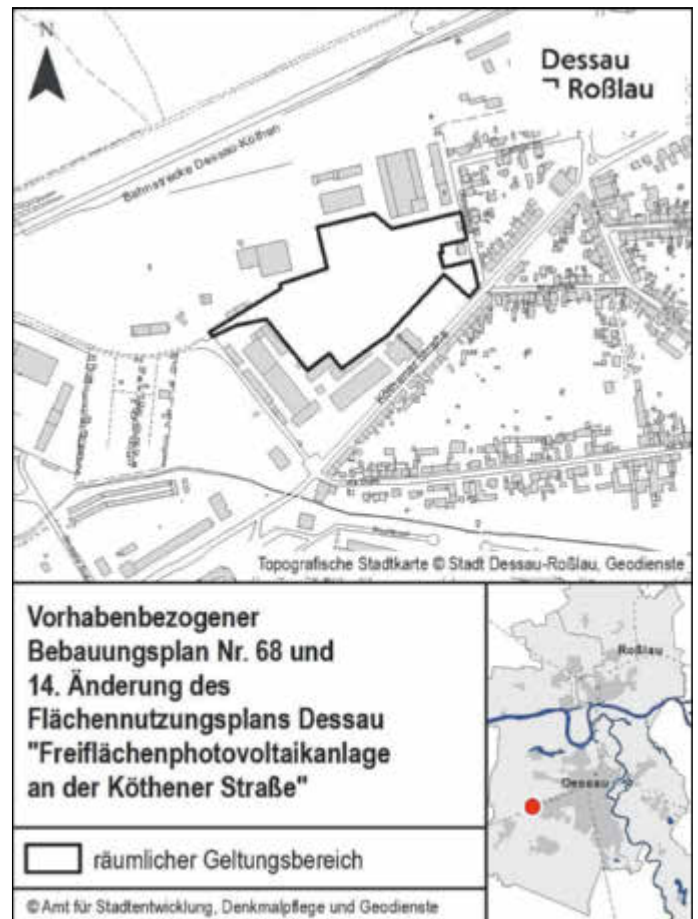 N
Dessau
Roßlau
Bahnstrecke Dessau-Köthen
Köthener Straße
Topografische Stadtkarte © Stadt Dessau-Roßlau, Geodienste
Vorhabenbezogener
Bebauungsplan Nr. 68 und
14. Änderung des
Flächennutzungsplans Dessau
"Freiflächenphotovoltaikanlage
an der Köthener Straße"
Roßlau
Dessau
räumlicher Geltungsbereich
© Amt für Stadtentwicklung, Denkmalpflege und Geodienste